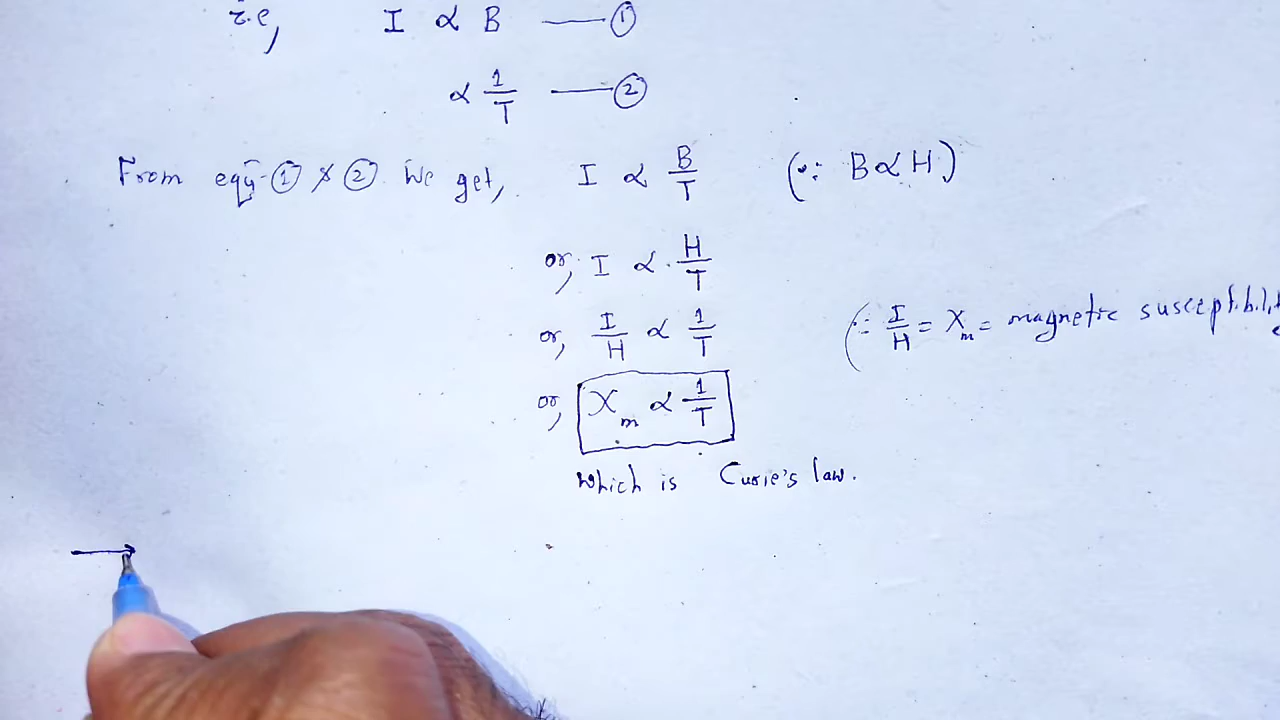 i.e, I ∝ B —— ①
∝ 1/T —— ②
From eqn ① & ② We get, I ∝ B/T (∵ B ∝ H)
or, I ∝ H/T
or, I/H ∝ 1/T (∵ I/H = Xm = magnetic susceptibility
or, Xm ∝ 1/T
which is Curie's law.
→